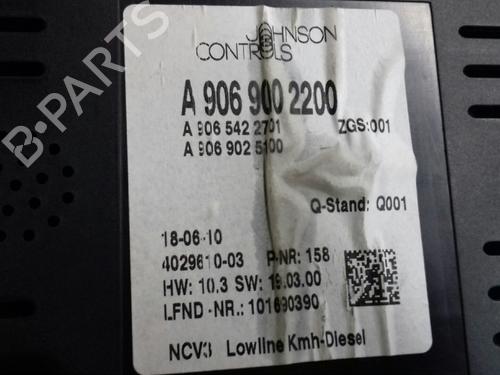 JOHNSON
CONTROLS
A 906 900 2200
A 906 542 2701 ZGS:001
A 906 902 5100
Q-Stand: Q001
18-06-10
4029610-03 P-NR: 158
HW: 10.3 SW: 19.03.00
LFND -NR.: 101690390
NCV3 Lowline Kmh-Diesel
B-Parts